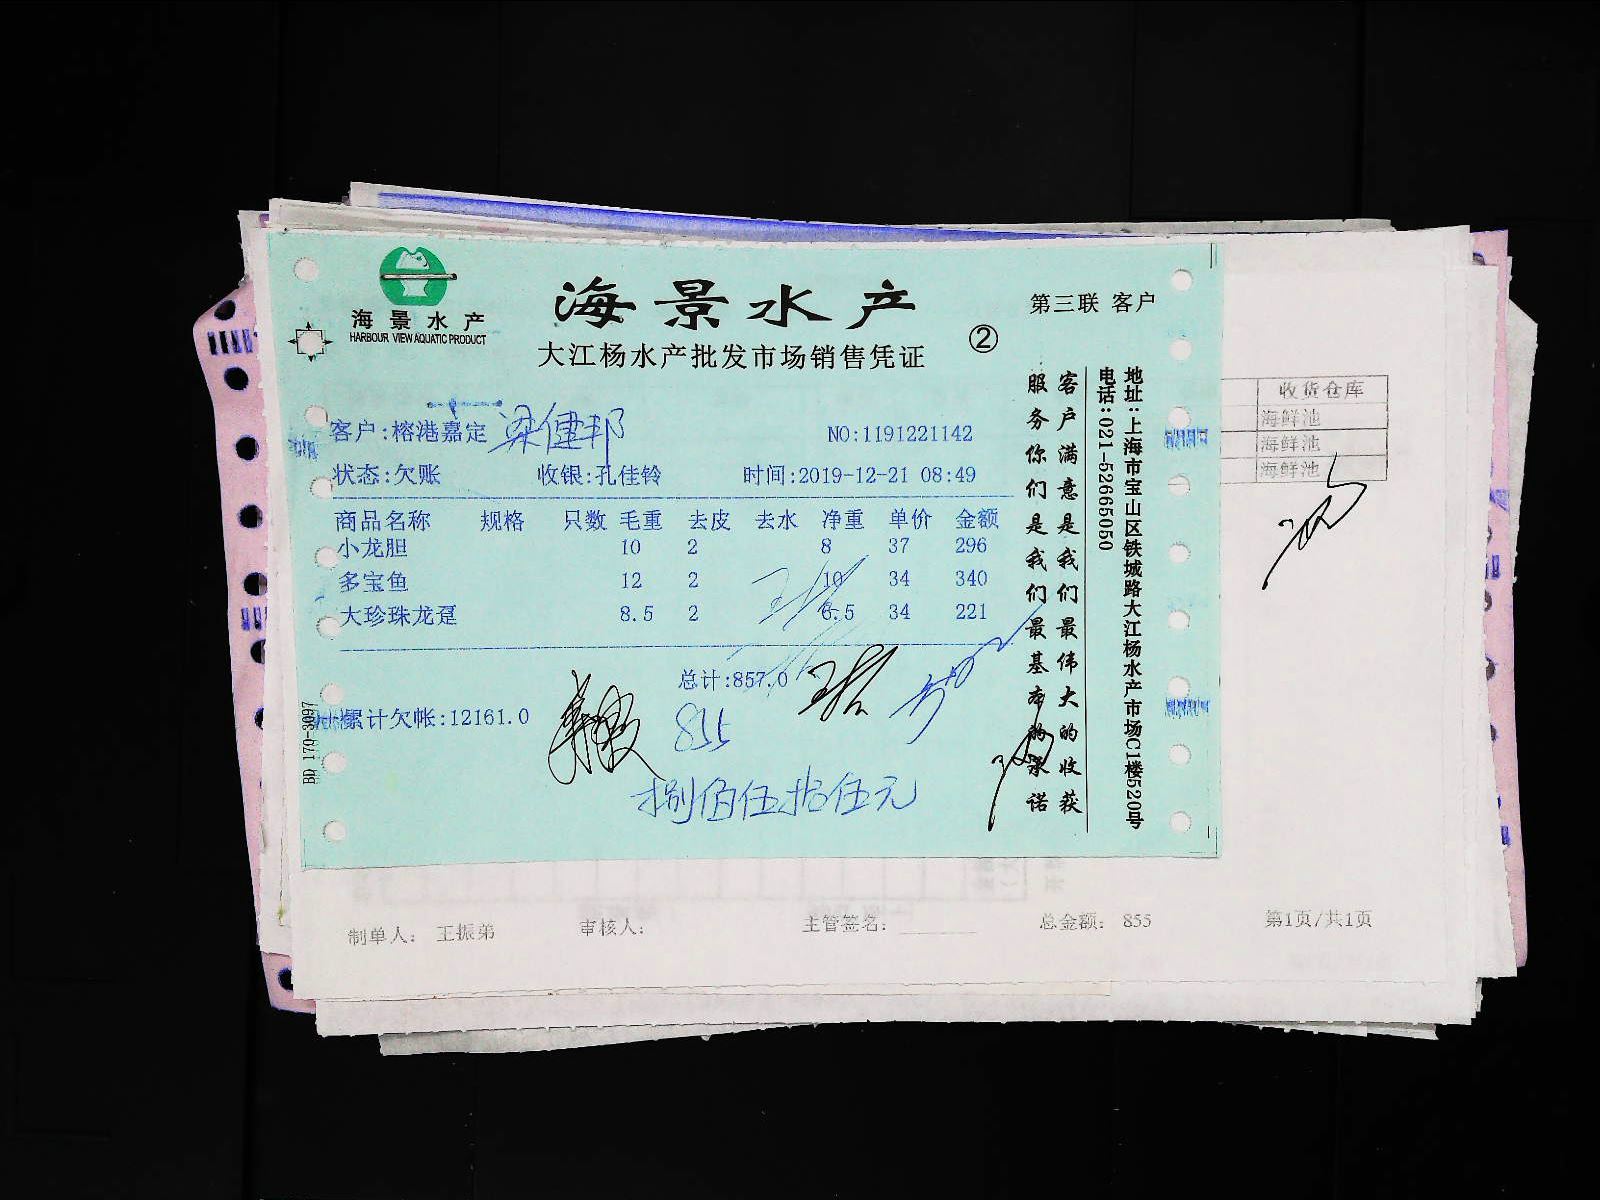 海景水产
HARBOUR VIEW AQUATIC PRODUCT
海景水产
大江杨水产批发市场销售凭证
②
第三联 客户
客户:榕港嘉定 梁健邦
NO:1191221142
状态:欠账 收银:孔佳铃 时间:2019-12-21 08:49
商品名称 规格 只数 毛重 去皮 去水 净重 单价 金额
小龙胆 10 2 8 37 296
多宝鱼 12 2 10 34 340
大珍珠龙趸 8.5 2 6.5 34 221
总计:857.0
累计欠帐:12161.0
855
捌佰伍拾伍元
BD 170-3097
客户满意是我们最伟大的收获
服务你们是我们最基本的承诺
地址:上海市宝山区铁城路大江杨水产市场C1楼520号
电话:021-52665050
收货仓库
海鲜池
海鲜池
海鲜池
制单人: 王振弟 审核人: 主管签名: 总金额: 855 第1页/共1页